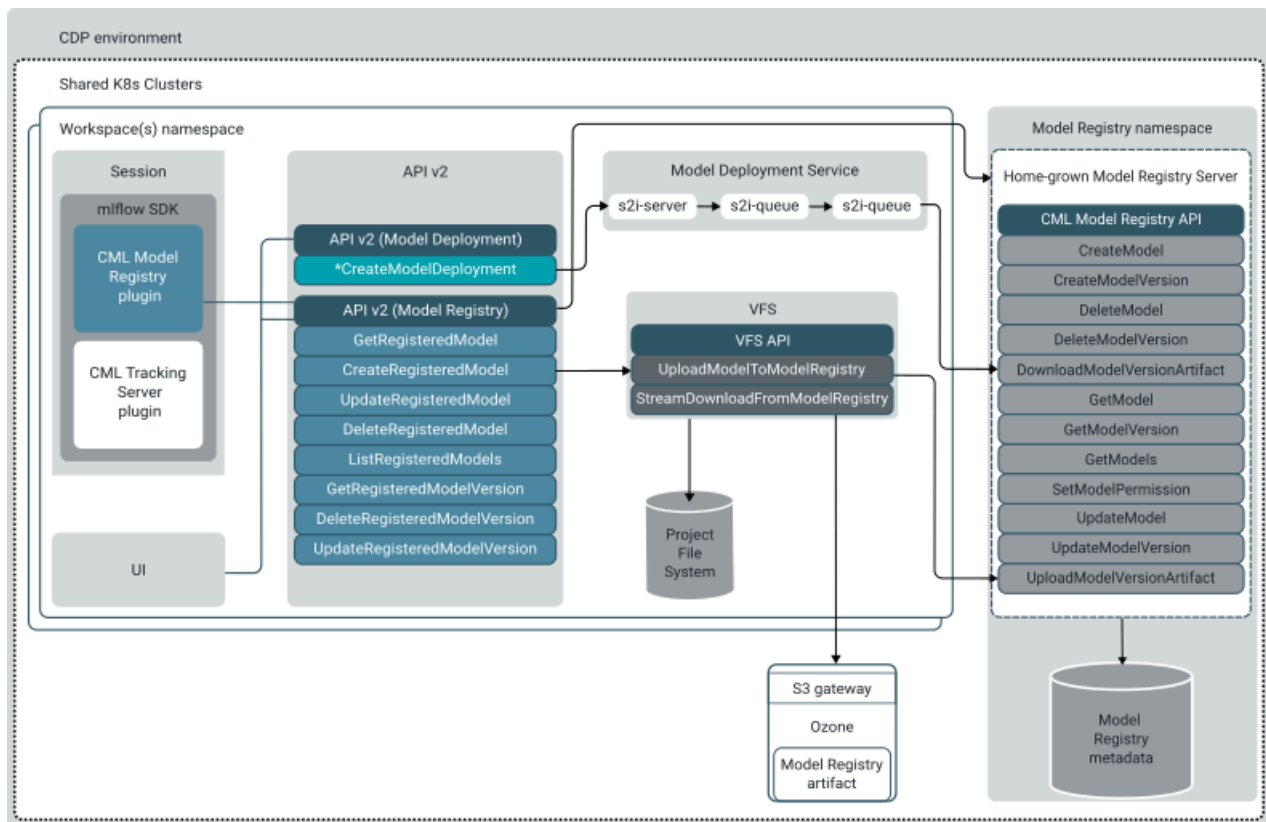 CDP environment
Shared K8s Clusters
Workspace(s) namespace
Session
mlflow SDK
CML Model
Registry
plugin
CML Tracking
Server
plugin
UI
API v2
API v2 (Model Deployment)
*CreateModelDeployment
API v2 (Model Registry)
GetRegisteredModel
CreateRegisteredModel
UpdateRegisteredModel
DeleteRegisteredModel
ListRegisteredModels
GetRegisteredModelVersion
DeleteRegisteredModelVersion
UpdateRegisteredModelVersion
Model Deployment Service
s2i-server
s2i-queue
s2i-queue
VFS
VFS API
UploadModelToModelRegistry
StreamDownloadFromModelRegistry
Project
File
System
S3 gateway
Ozone
Model Registry
artifact
Model Registry namespace
Home-grown Model Registry Server
CML Model Registry API
CreateModel
CreateModelVersion
DeleteModel
DeleteModelVersion
DownloadModelVersionArtifact
GetModel
GetModelVersion
GetModels
SetModelPermission
UpdateModel
UpdateModelVersion
UploadModelVersionArtifact
Model
Registry
metadata